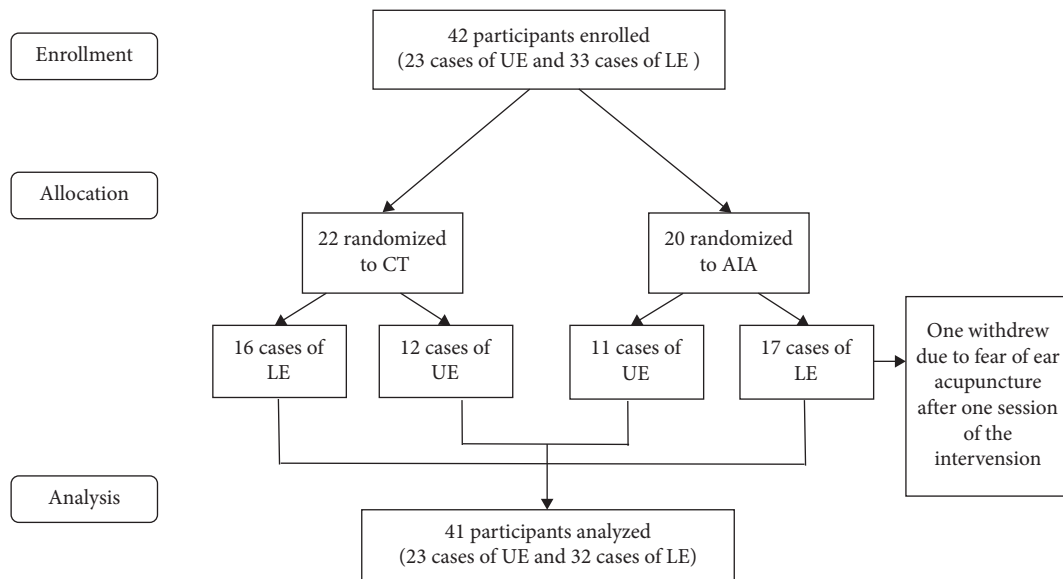 Enrollment
42 participants enrolled
(23 cases of UE and 33 cases of LE )
Allocation
22 randomized
to CT
20 randomized
to AIA
16 cases of
LE
12 cases of
UE
11 cases of
UE
17 cases of
LE
One withdrew
due to fear of ear
acupuncture
after one session
of the
intervension
Analysis
41 participants analyzed
(23 cases of UE and 32 cases of LE)